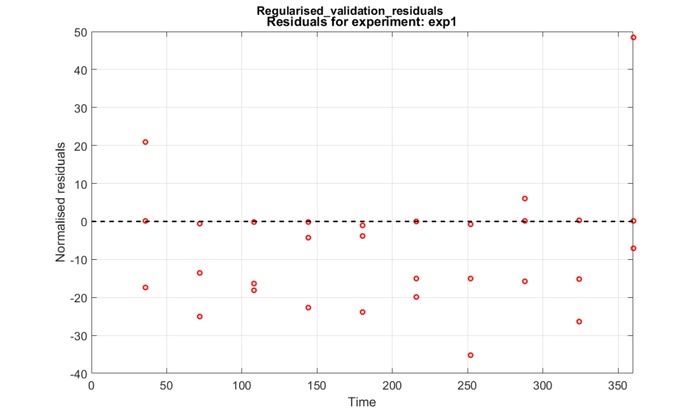 Regularised_validation_residuals
Residuals for experiment: exp1
50
40
30
20
10
0
-10
-20
-30
-40
Normalised residuals
0 50 100 150 200 250 300 350
Time